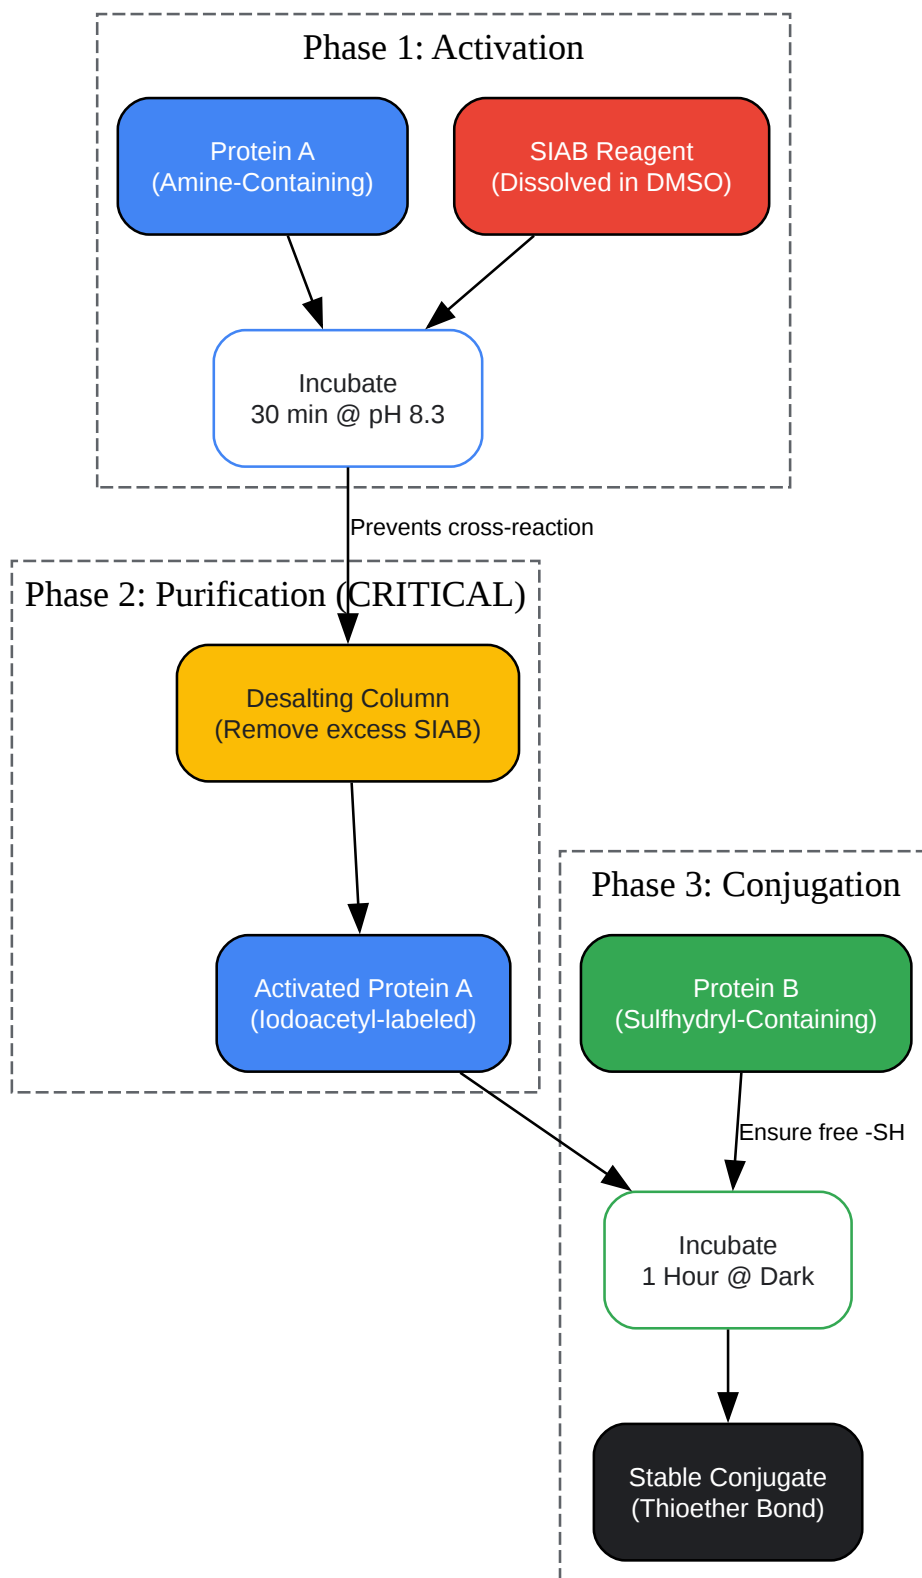 Phase 1: Activation
Protein A
(Amine-Containing)
SIAB Reagent
(Dissolved in DMSO)
Incubate
30 min @ pH 8.3
Prevents cross-reaction
Phase 2: Purification (CRITICAL)
Desalting Column
(Remove excess SIAB)
Activated Protein A
(Iodoacetyl-labeled)
Phase 3: Conjugation
Protein B
(Sulfhydryl-Containing)
Ensure free -SH
Incubate
1 Hour @ Dark
Stable Conjugate
(Thioether Bond)